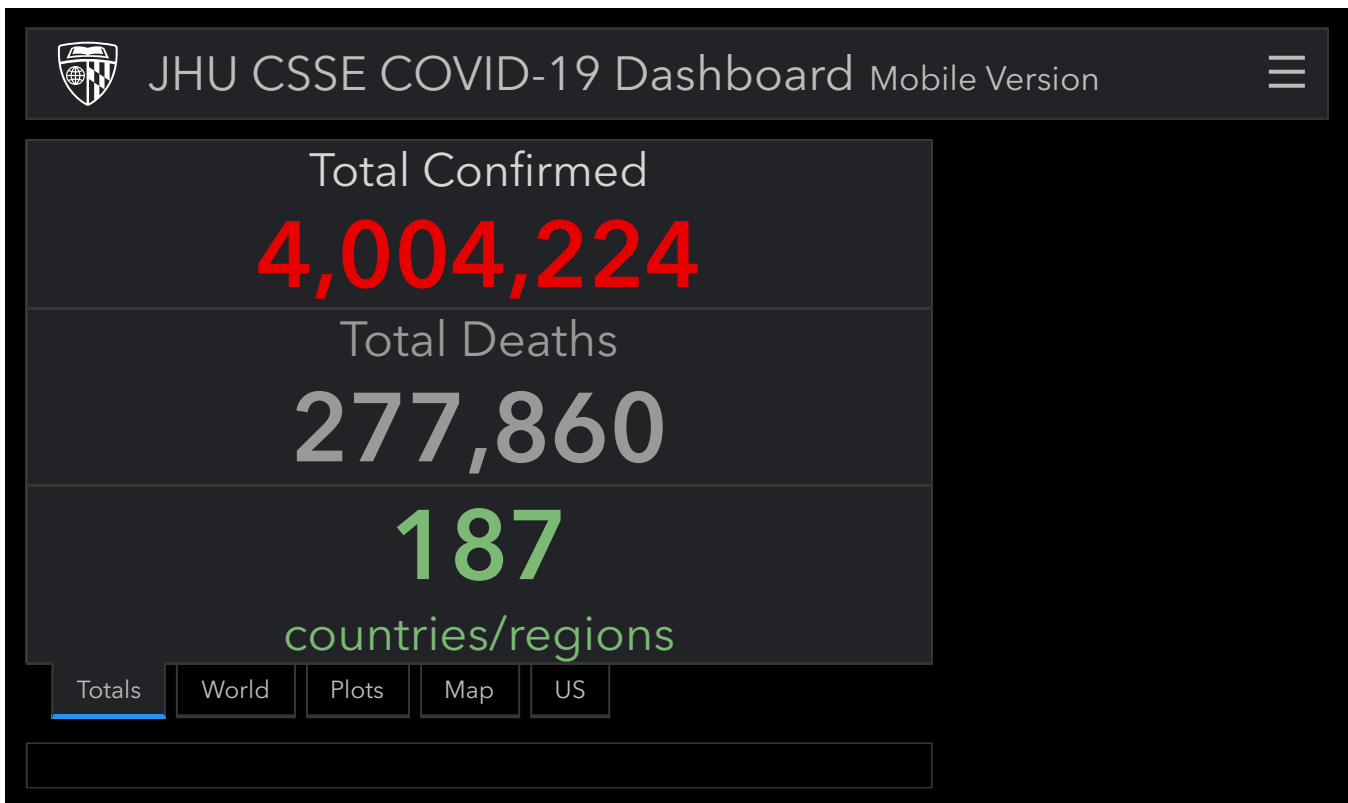 JHU CSSE COVID-19 Dashboard Mobile Version
Total Confirmed
4,004,224
Total Deaths
277,860
187
countries/regions
Totals World Plots Map US